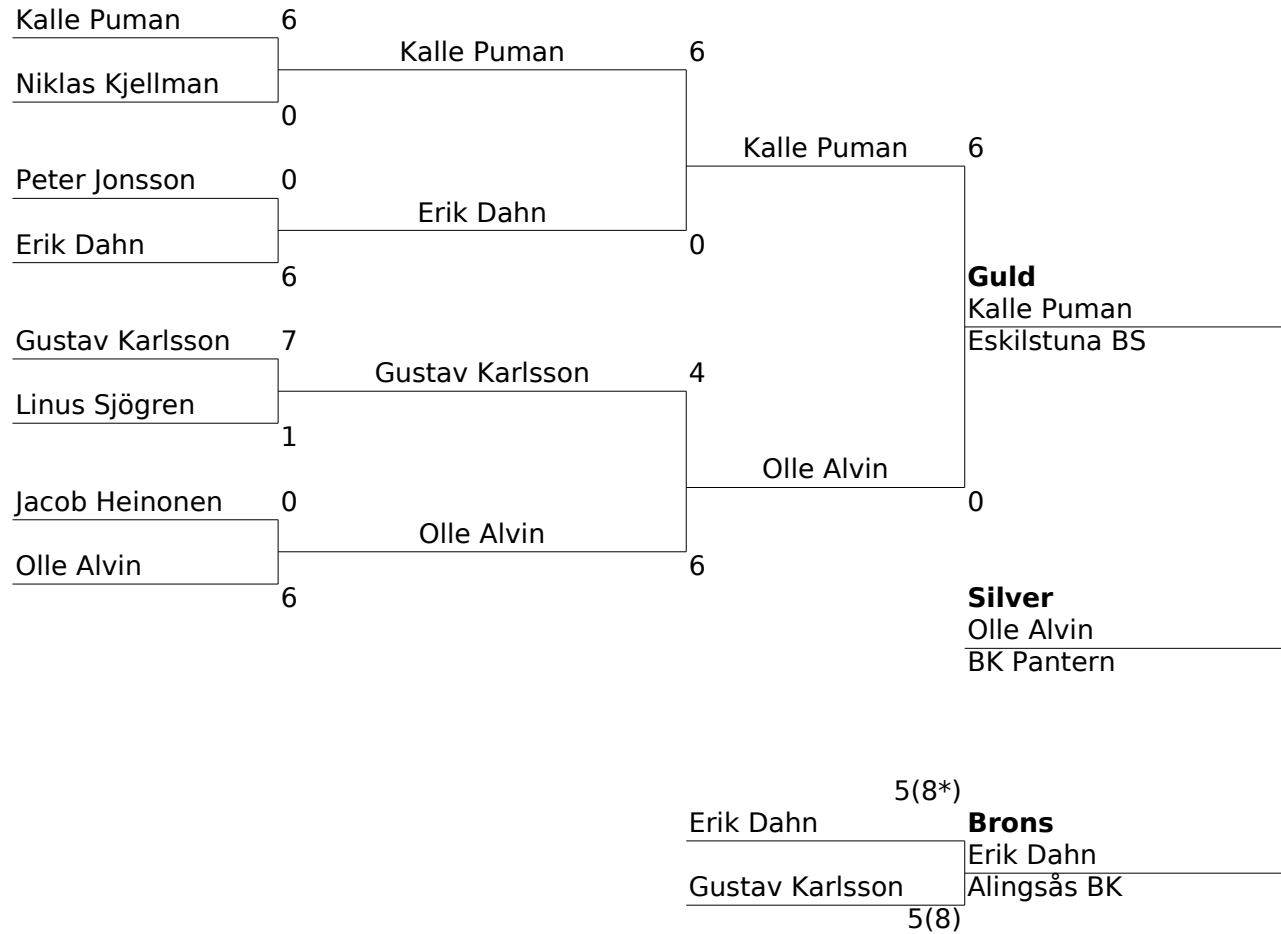 Kalle Puman 6
Kalle Puman 6
Niklas Kjellman
0
Kalle Puman 6
Peter Jonsson 0
Erik Dahn
Erik Dahn 0
6
Guld
Kalle Puman
Eskilstuna BS
Gustav Karlsson 7
Gustav Karlsson 4
Linus Sjögren
1
Olle Alvin
Jacob Heinonen 0 0
Olle Alvin
Olle Alvin 6
6
Silver
Olle Alvin
BK Pantern
5(8*)
Erik Dahn Brons
Erik Dahn
Gustav Karlsson Alingsås BK
5(8)